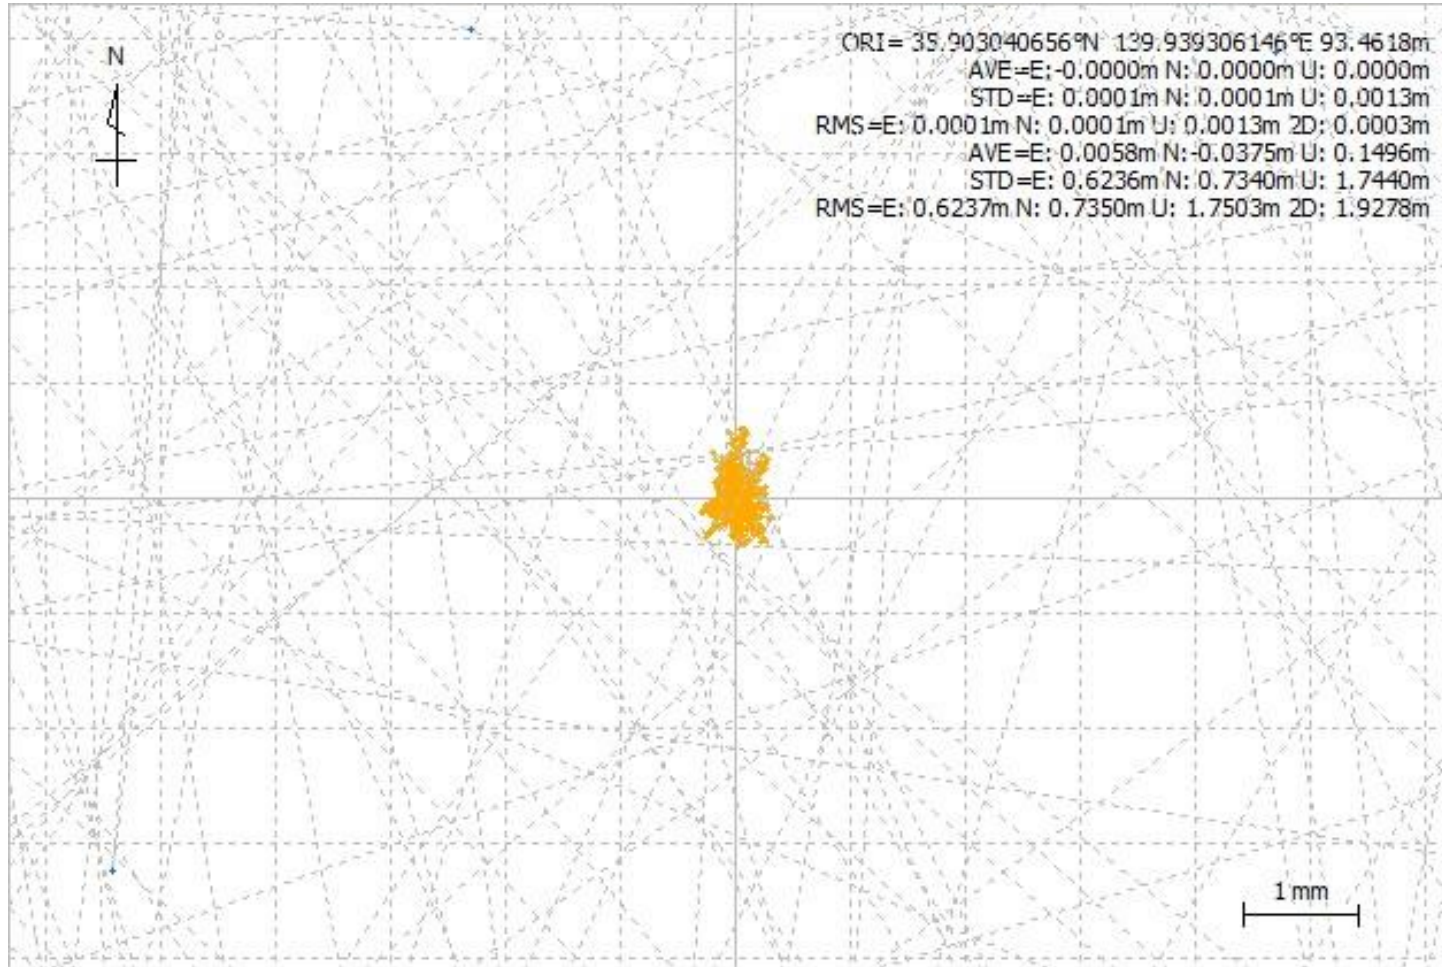 N
ORI= 35.903040656°N 139.939306146°E 93.4618m
AVE=E:-0.0000m N: 0.0000m U: 0.0000m
STD=E: 0.0001m N: 0.0001m U: 0.0013m
RMS=E: 0.0001m N: 0.0001m U: 0.0013m 2D: 0.0003m
AVE=E: 0.0058m N:-0.0375m U: 0.1496m
STD=E: 0.6236m N: 0.7340m U: 1.7440m
RMS=E: 0.6237m N: 0.7350m U: 1.7503m 2D: 1.9278m
1 mm